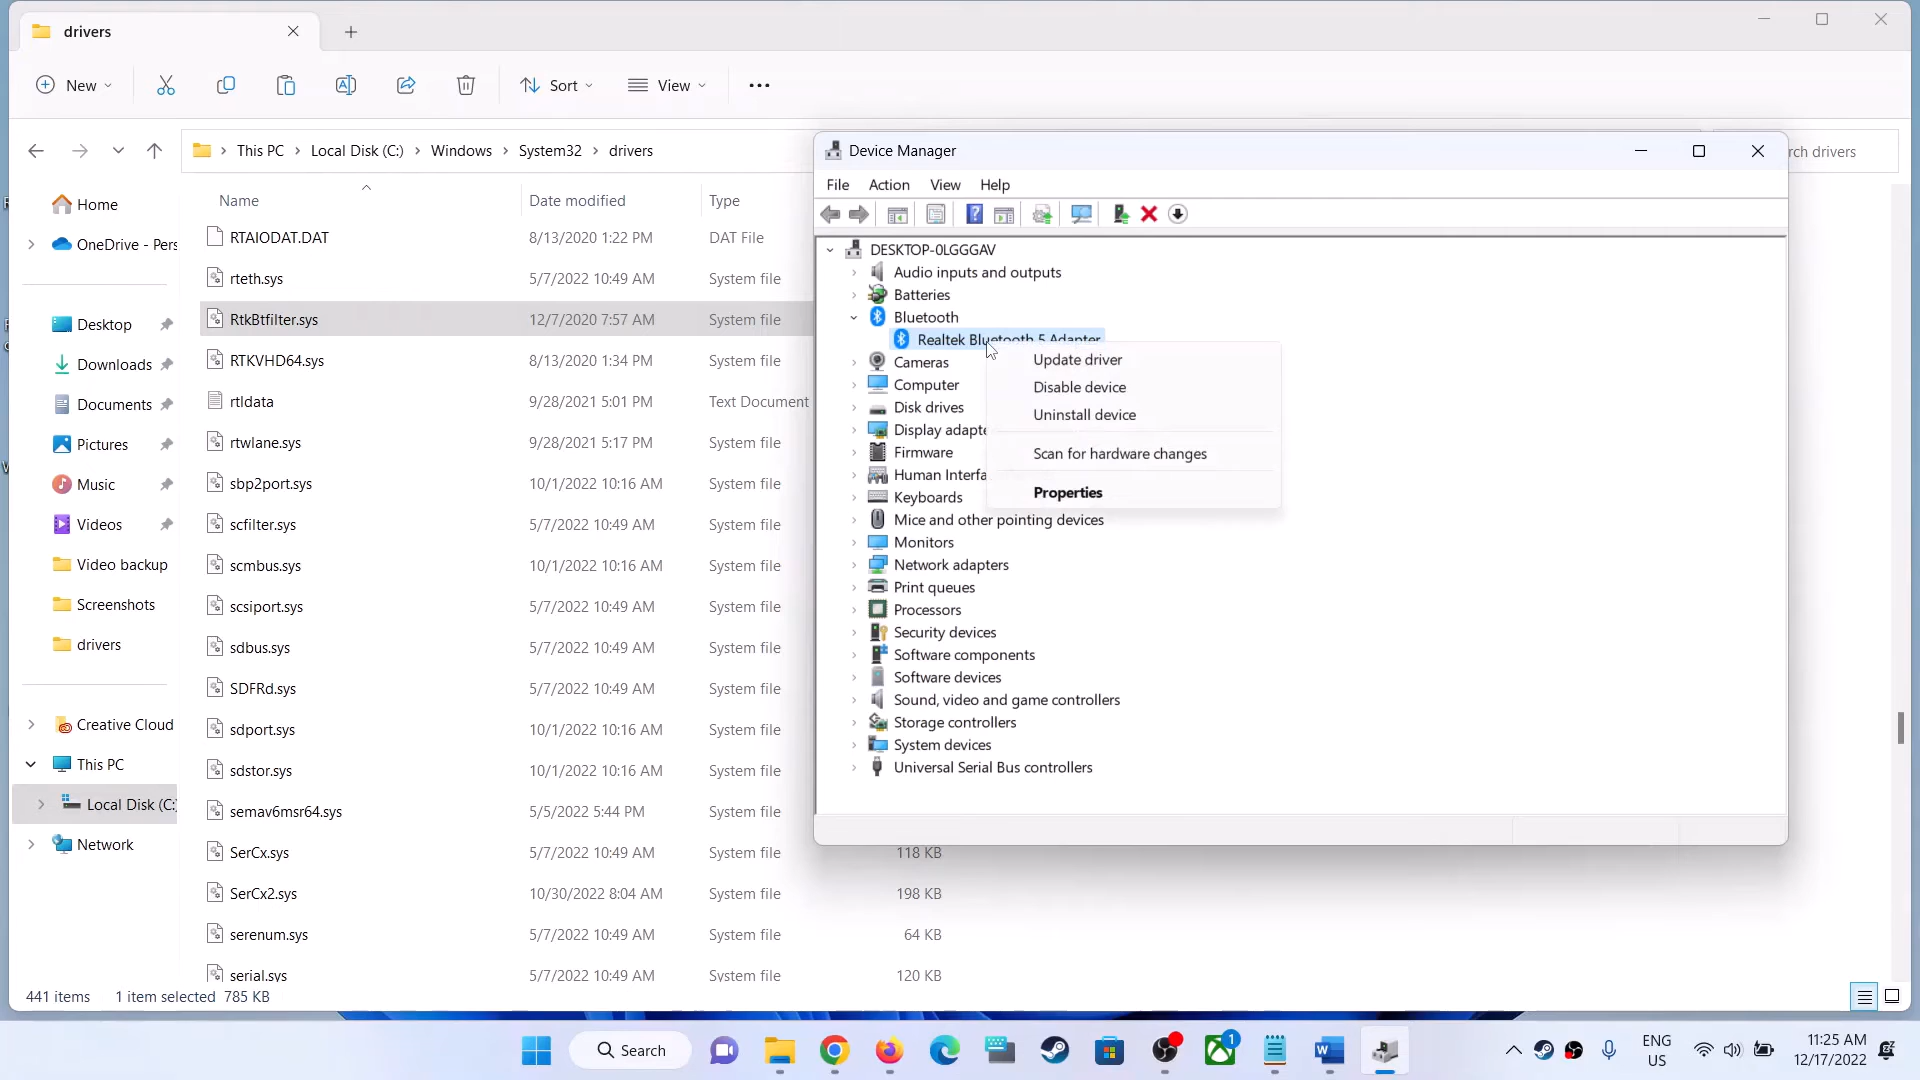 drivers
New
Sort
View
This PC
Local Disk (C:)
Windows
System32
drivers
rch drivers
Home
OneDrive - Pers
Desktop
Downloads
Documents
Pictures
Music
Videos
Video backup
Screenshots
drivers
Creative Cloud
This PC
Local Disk (C:
Network
Name Date modified Type
RTAIODAT.DAT 8/13/2020 1:22 PM DAT File
rteth.sys 5/7/2022 10:49 AM System file
RtkBtfilter.sys 12/7/2020 7:57 AM System file
RTKVHD64.sys 8/13/2020 1:34 PM System file
rtldata 9/28/2021 5:01 PM Text Document
rtwlane.sys 9/28/2021 5:17 PM System file
sbp2port.sys 10/1/2022 10:16 AM System file
scfilter.sys 5/7/2022 10:49 AM System file
scmbus.sys 10/1/2022 10:16 AM System file
scsiport.sys 5/7/2022 10:49 AM System file
sdbus.sys 5/7/2022 10:49 AM System file
SDFRd.sys 5/7/2022 10:49 AM System file
sdport.sys 10/1/2022 10:16 AM System file
sdstor.sys 10/1/2022 10:16 AM System file
semav6msr64.sys 5/5/2022 5:44 PM System file
SerCx.sys 5/7/2022 10:49 AM System file 118 KB
SerCx2.sys 10/30/2022 8:04 AM System file 198 KB
serenum.sys 5/7/2022 10:49 AM System file 64 KB
serial.sys 5/7/2022 10:49 AM System file 120 KB
441 items 1 item selected 785 KB
Device Manager
File Action View Help
DESKTOP-0LGGGAV
Audio inputs and outputs
Batteries
Bluetooth
Realtek Bluetooth 5 Adapter
Cameras
Computer
Disk drives
Display adapte
Firmware
Human Interfa
Keyboards
Mice and other pointing devices
Monitors
Network adapters
Print queues
Processors
Security devices
Software components
Software devices
Sound, video and game controllers
Storage controllers
System devices
Universal Serial Bus controllers
Update driver
Disable device
Uninstall device
Scan for hardware changes
Properties
Search
1
ENG
US
11:25 AM
12/17/2022